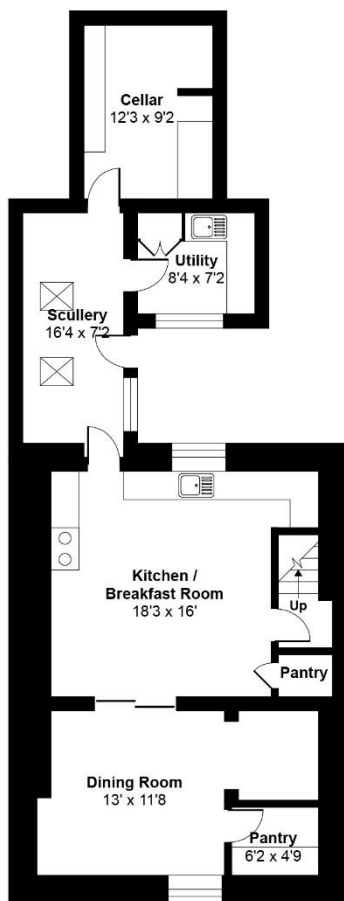 Cellar
12'3 x 9'2
Utility
8'4 x 7'2
Scullery
16'4 x 7'2
Kitchen /
Breakfast Room
18'3 x 16'
Up
Pantry
Dining Room
13' x 11'8
Pantry
6'2 x 4'9